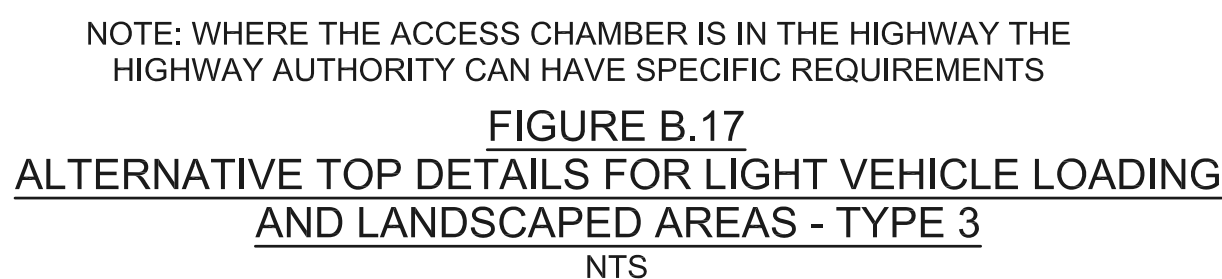 NOTE: WHERE THE ACCESS CHAMBER IS IN THE HIGHWAY THE
HIGHWAY AUTHORITY CAN HAVE SPECIFIC REQUIREMENTS
FIGURE B.17
ALTERNATIVE TOP DETAILS FOR LIGHT VEHICLE LOADING
AND LANDSCAPED AREAS - TYPE 3
NTS